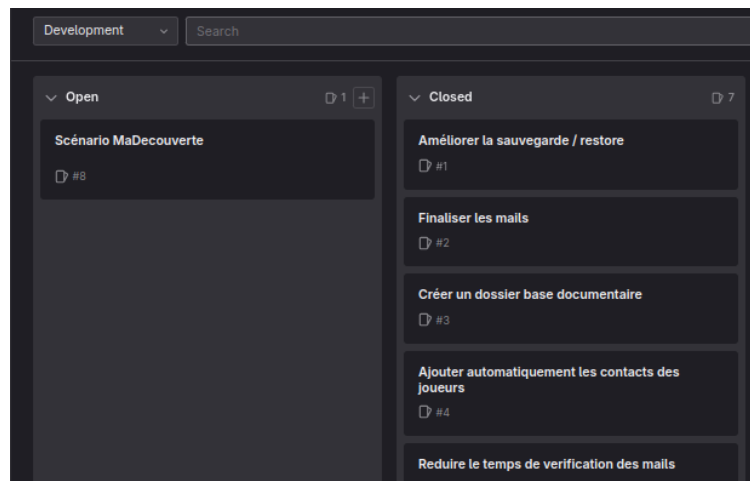 Development
Search
Open
1
Scénario MaDecouverte
#8
Closed
7
Améliorer la sauvegarde / restore
#1
Finaliser les mails
#2
Créer un dossier base documentaire
#3
Ajouter automatiquement les contacts des
joueurs
#4
Reduire le temps de verification des mails